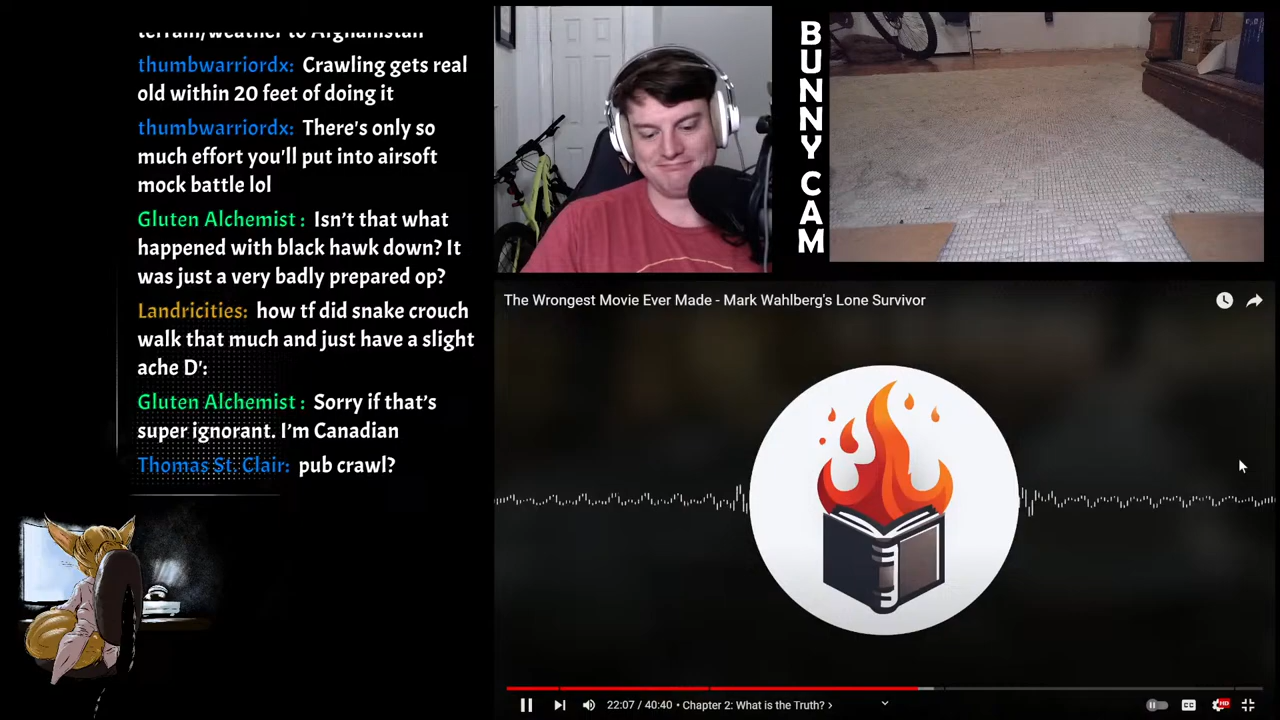 terrain/weather to Afghanistan
thumbwarriordx: Crawling gets real
old within 20 feet of doing it
thumbwarriordx: There's only so
much effort you'll put into airsoft
mock battle lol
Gluten Alchemist : Isn't that what
happened with black hawk down? It
was just a very badly prepared op?
Landricities: how tf did snake crouch
walk that much and just have a slight
ache D':
Gluten Alchemist : Sorry if that's
super ignorant. I'm Canadian
Thomas St. Clair: pub crawl?
BUNNY CAM
The Wrongest Movie Ever Made - Mark Wahlberg's Lone Survivor
22:07 / 40:40 • Chapter 2: What is the Truth? ›
CC
HD